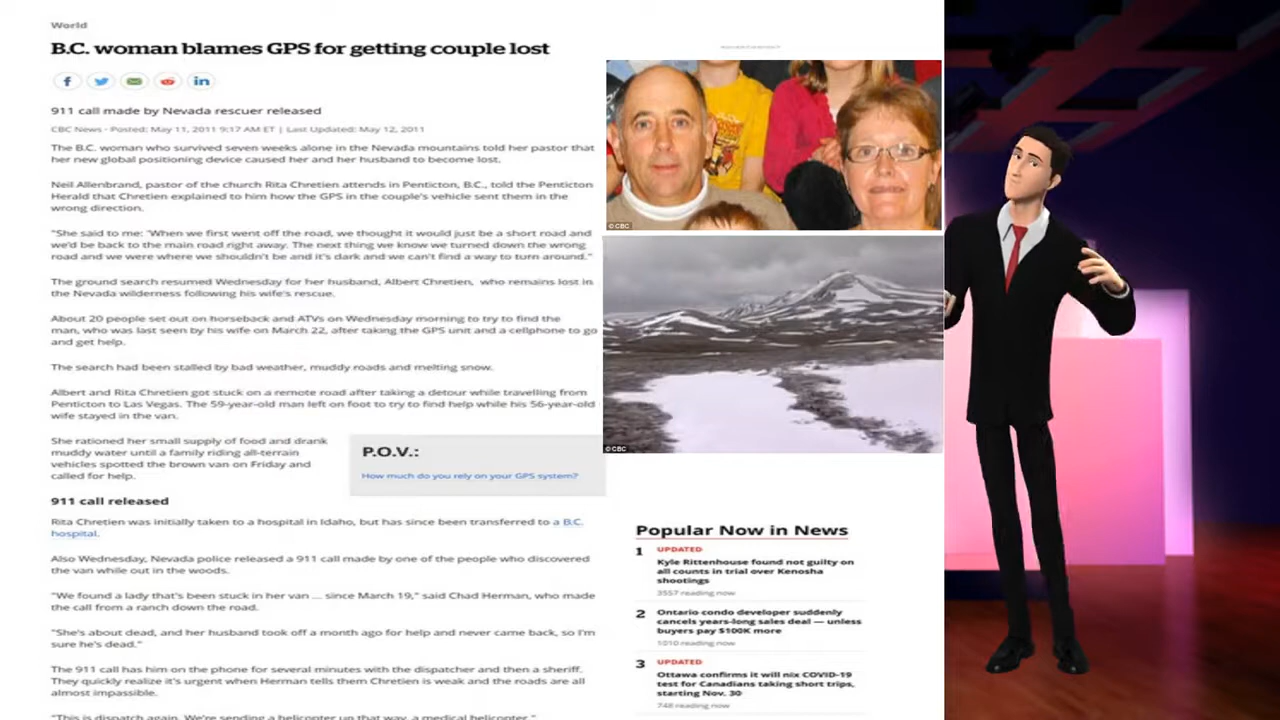 World
B.C. woman blames GPS for getting couple lost
911 call made by Nevada rescuer released
CBC News · Posted: May 11, 2011 9:17 AM ET | Last Updated: May 12, 2011
The B.C. woman who survived seven weeks alone in the Nevada mountains told her pastor that
her new global positioning device caused her and her husband to become lost.
Neil Allenbrand, pastor of the church Rita Chretien attends in Penticton, B.C., told the Penticton
Herald that Chretien explained to him how the GPS in the couple's vehicle sent them in the
wrong direction.
"She said to me: 'When we first went off the road, we thought it would just be a short road and
we'd be back to the main road right away. The next thing we know we turned down the wrong
road and we were where we shouldn't be and it's dark and we can't find a way to turn around."
The ground search resumed Wednesday for her husband, Albert Chretien, who remains lost in
the Nevada wilderness following his wife's rescue.
About 20 people set out on horseback and ATVs on Wednesday morning to try to find the
man, who was last seen by his wife on March 22, after taking the GPS unit and a cellphone to go
and get help.
The search had been stalled by bad weather, muddy roads and melting snow.
Albert and Rita Chretien got stuck on a remote road after taking a detour while travelling from
Penticton to Las Vegas. The 59-year-old man left on foot to try to find help while his 56-year-old
wife stayed in the van.
She rationed her small supply of food and drank
muddy water until a family riding all-terrain
vehicles spotted the brown van on Friday and
called for help.
P.O.V.:
How much do you rely on your GPS system?
911 call released
Rita Chretien was initially taken to a hospital in Idaho, but has since been transferred to a B.C.
hospital.
Also Wednesday, Nevada police released a 911 call made by one of the people who discovered
the van while out in the woods.
"We found a lady that's been stuck in her van ... since March 19," said Chad Herman, who made
the call from a ranch down the road.
"She's about dead, and her husband took off a month ago for help and never came back, so I'm
sure he's dead."
The 911 call has him on the phone for several minutes with the dispatcher and then a sheriff.
They quickly realize it's urgent when Herman tells them Chretien is weak and the roads are all
almost impassible.
"This is dispatch again. We're sending a helicopter up that way, a medical helicopter."
© CBC
© CBC
Popular Now in News
1 UPDATED
Kyle Rittenhouse found not guilty on
all counts in trial over Kenosha
shootings
3557 reading now
2 Ontario condo developer suddenly
cancels years-long sales deal — unless
buyers pay $100K more
1010 reading now
3 UPDATED
Ottawa confirms it will nix COVID-19
test for Canadians taking short trips,
starting Nov. 30
748 reading now